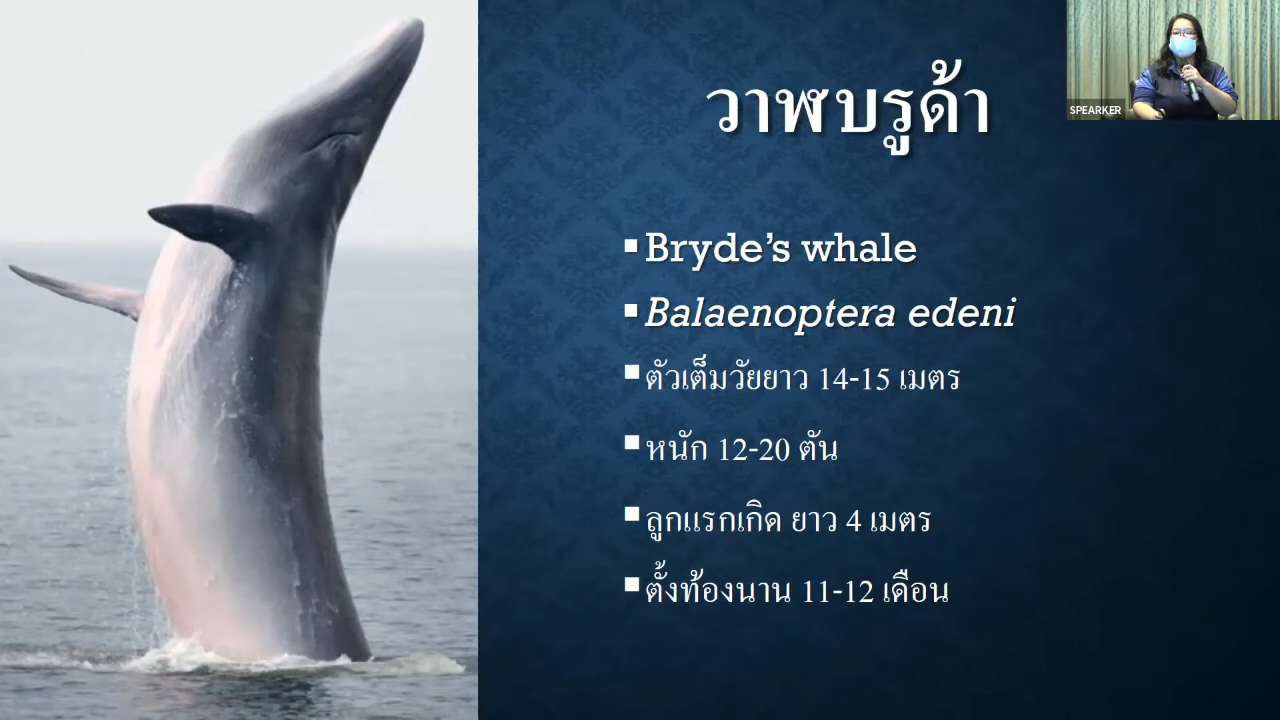 วาฬบรูด้า
SPEARKER
▪Bryde's whale
▪Balaenoptera edeni
▪ตัวเต็มวัยยาว 14-15 เมตร
▪หนัก 12-20 ตัน
▪ลูกแรกเกิด ยาว 4 เมตร
▪ตั้งท้องนาน 11-12 เดือน